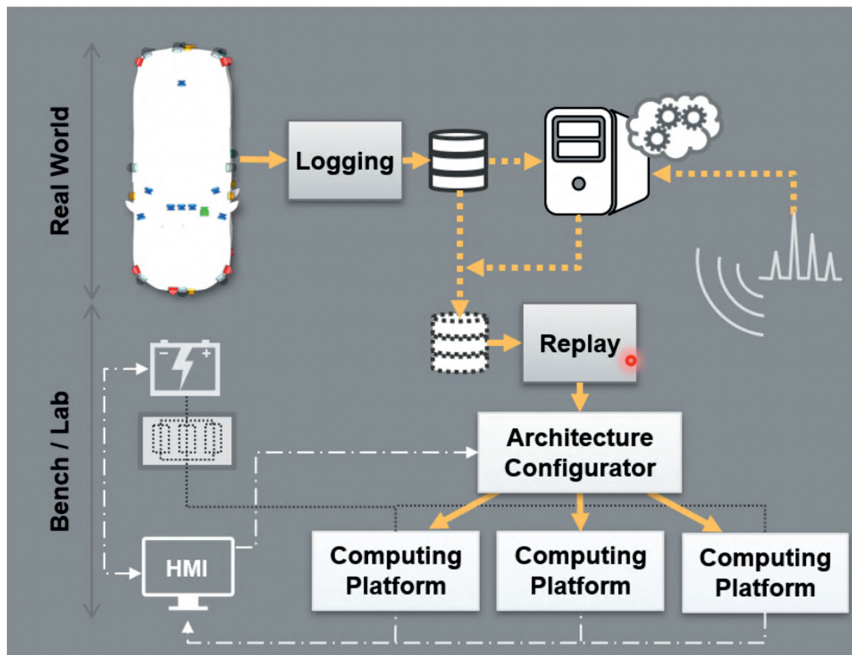 Real World
Logging
Replay
Bench / Lab
- +
Architecture
Configurator
HMI
Computing
Platform
Computing
Platform
Computing
Platform